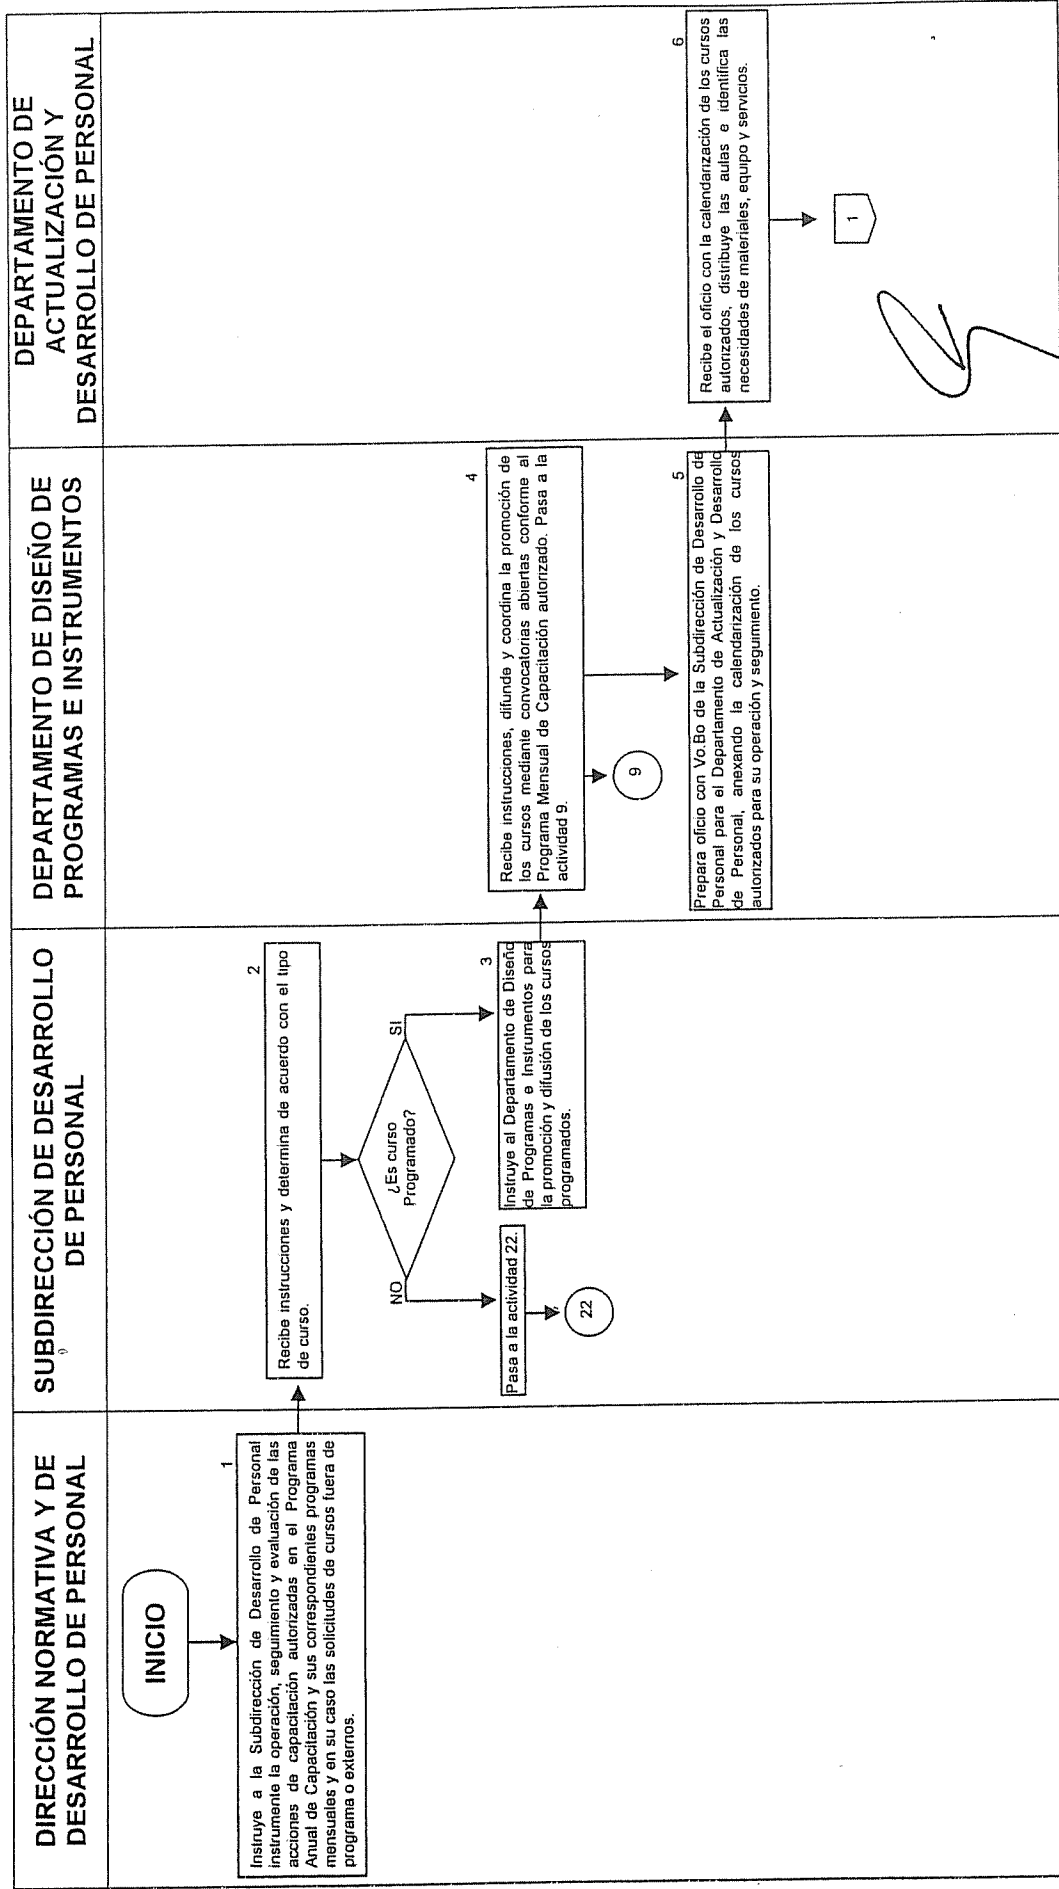 DIRECCIÓN NORMATIVA Y DE
DESARROLLO DE PERSONAL
SUBDIRECCIÓN DE DESARROLLO
DE PERSONAL
DEPARTAMENTO DE DISEÑO DE
PROGRAMAS E INSTRUMENTOS
DEPARTAMENTO DE
ACTUALIZACIÓN Y
DESARROLLO DE PERSONAL
INICIO
1
Instruye a la Subdirección de Desarrollo de Personal
instrumente la operación, seguimiento y evaluación de las
acciones de capacitación autorizadas en el Programa
Anual de Capacitación y sus correspondientes programas
mensuales y en su caso las solicitudes de cursos fuera de
programa o externos.
2
Recibe instrucciones y determina de acuerdo con el tipo
de curso.
¿Es curso
Programado?
NO
SI
Pasa a la actividad 22.
22
3
Instruye al Departamento de Diseño
de Programas e Instrumentos para
la promoción y difusión de los cursos
programados.
4
Recibe instrucciones, difunde y coordina la promoción de
los cursos mediante convocatorias abiertas conforme al
Programa Mensual de Capacitación autorizado. Pasa a la
actividad 9.
9
5
Prepara oficio con Vo.Bo de la Subdirección de Desarrollo de
Personal para el Departamento de Actualización y Desarrollo
de Personal, anexando la calendarización de los cursos
autorizados para su operación y seguimiento.
6
Recibe el oficio con la calendarización de los cursos
autorizados, distribuye las aulas e identifica las
necesidades de materiales, equipo y servicios.
1